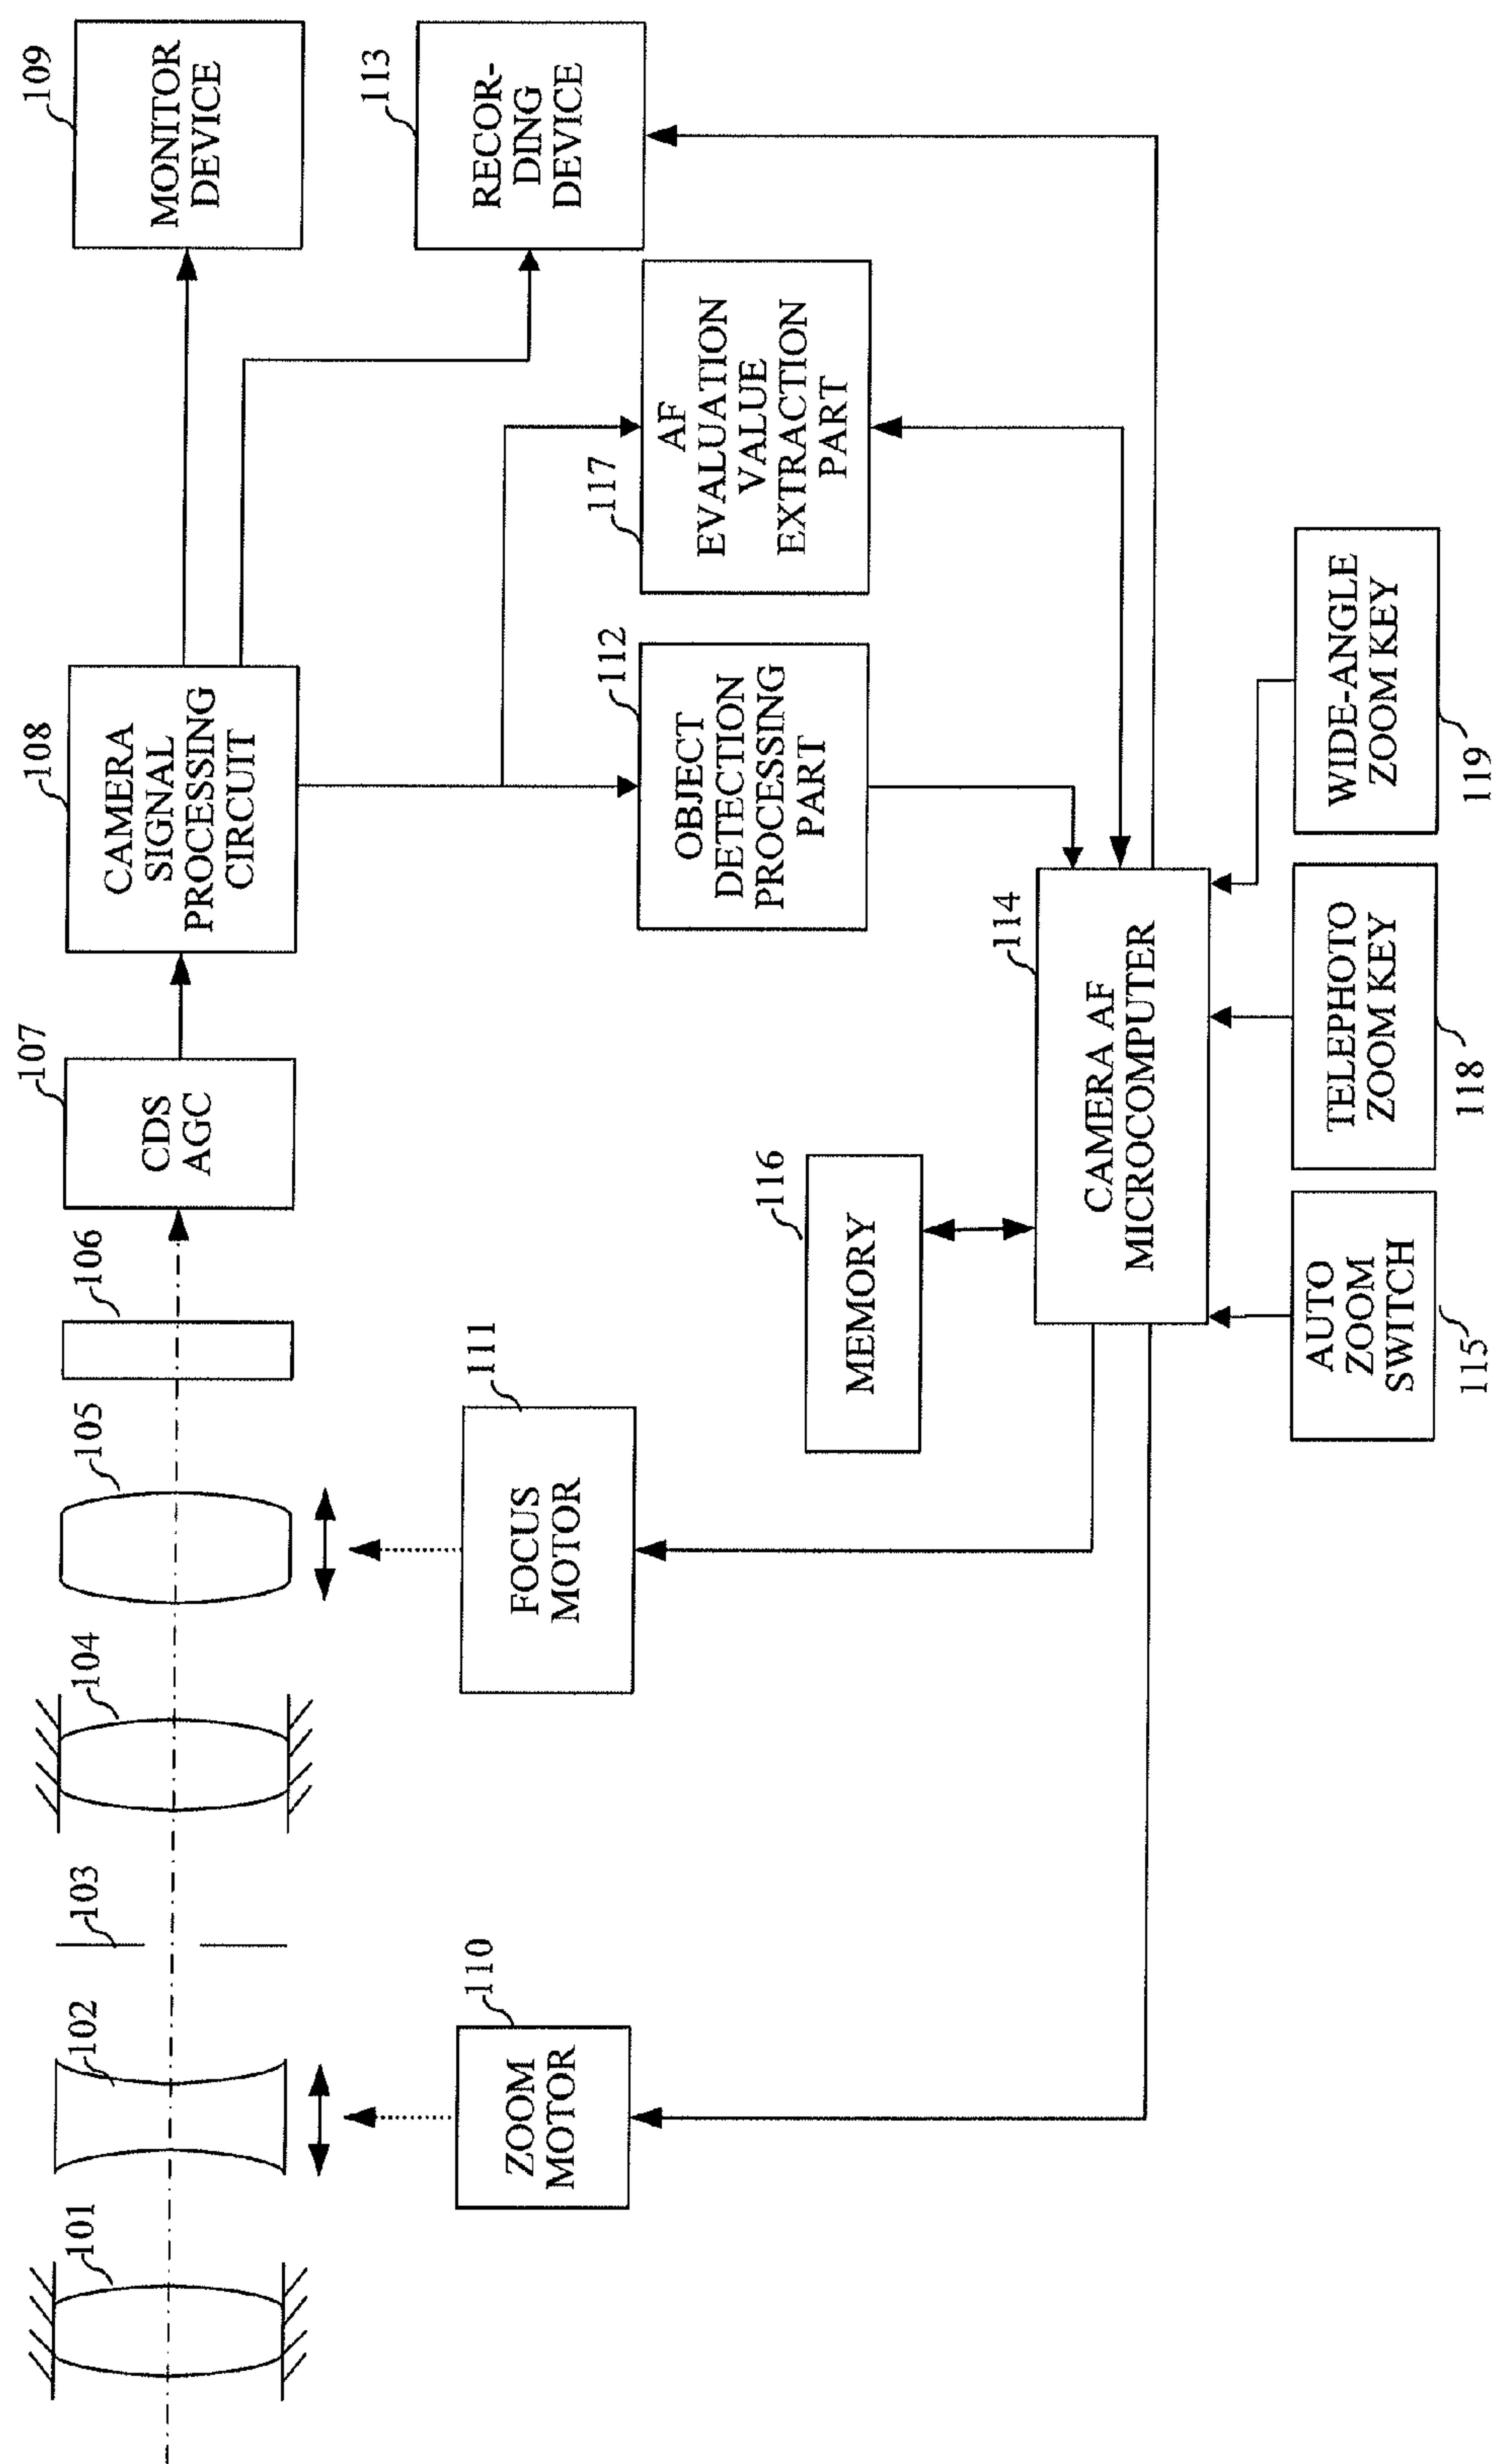 101
102
103
104
105
106
107
CDS
AGC
108
CAMERA
SIGNAL
PROCESSING
CIRCUIT
109
MONITOR
DEVICE
110
ZOOM
MOTOR
111
FOCUS
MOTOR
112
OBJECT
DETECTION
PROCESSING
PART
117
AF
EVALUATION
VALUE
EXTRACTION
PART
113
RECOR-
DING
DEVICE
116
MEMORY
114
CAMERA AF
MICROCOMPUTER
AUTO
ZOOM
SWITCH
115
TELEPHOTO
ZOOM KEY
118
WIDE-ANGLE
ZOOM KEY
119